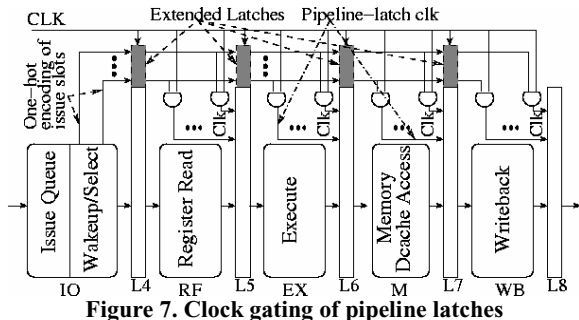 Extended Latches
Pipeline-latch clk
CLK
One-hot
encoding of
issue slots
Clk
Clk
Clk
Clk
Issue Queue
Wakeup/Select
Register Read
Execute
Memory
Dcache Access
Writeback
IQ
L4
RF
L5
EX
L6
M
L7
WB
L8
Figure 7. Clock gating of pipeline latches